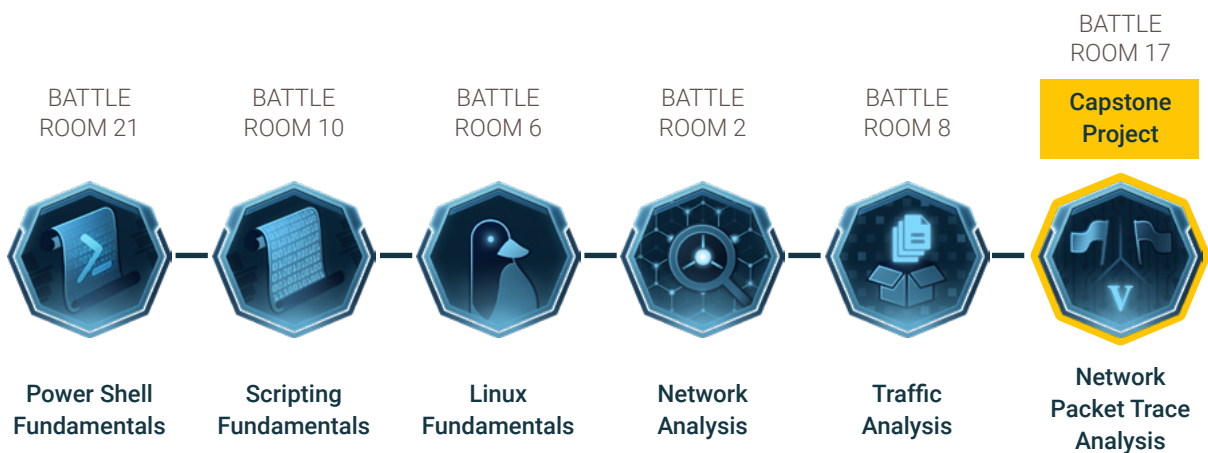 BATTLE
ROOM 21
BATTLE
ROOM 10
BATTLE
ROOM 6
BATTLE
ROOM 2
BATTLE
ROOM 8
BATTLE
ROOM 17
Capstone
Project
V
Power Shell
Fundamentals
Scripting
Fundamentals
Linux
Fundamentals
Network
Analysis
Traffic
Analysis
Network
Packet Trace
Analysis